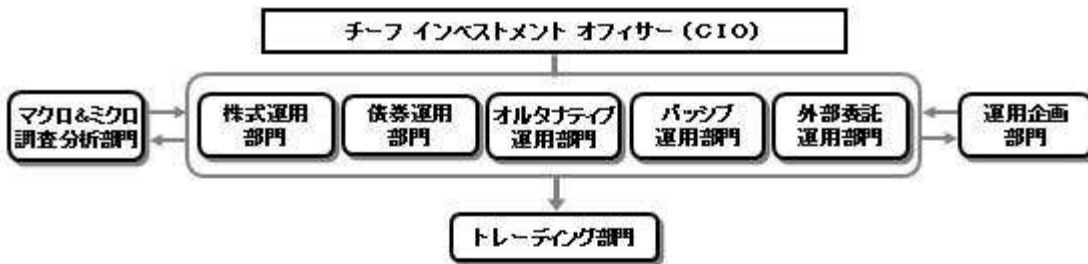 チーフ インベストメント オフィサー(CIO)
マクロ&ミクロ
調査分析部門
株式運用
部門
債券運用
部門
オルタナティブ
運用部門
パッシブ
運用部門
外部委託
運用部門
運用企画
部門
トレーディング部門